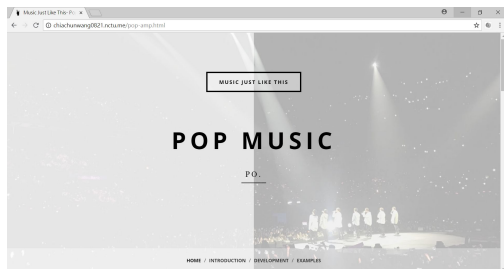 Music Just Like This-Po
chiachunwang0821.nctu.me/pop-amp.html
MUSIC JUST LIKE THIS
POP MUSIC
PO.
HOME / INTRODUCTION / DEVELOPMENT / EXAMPLES